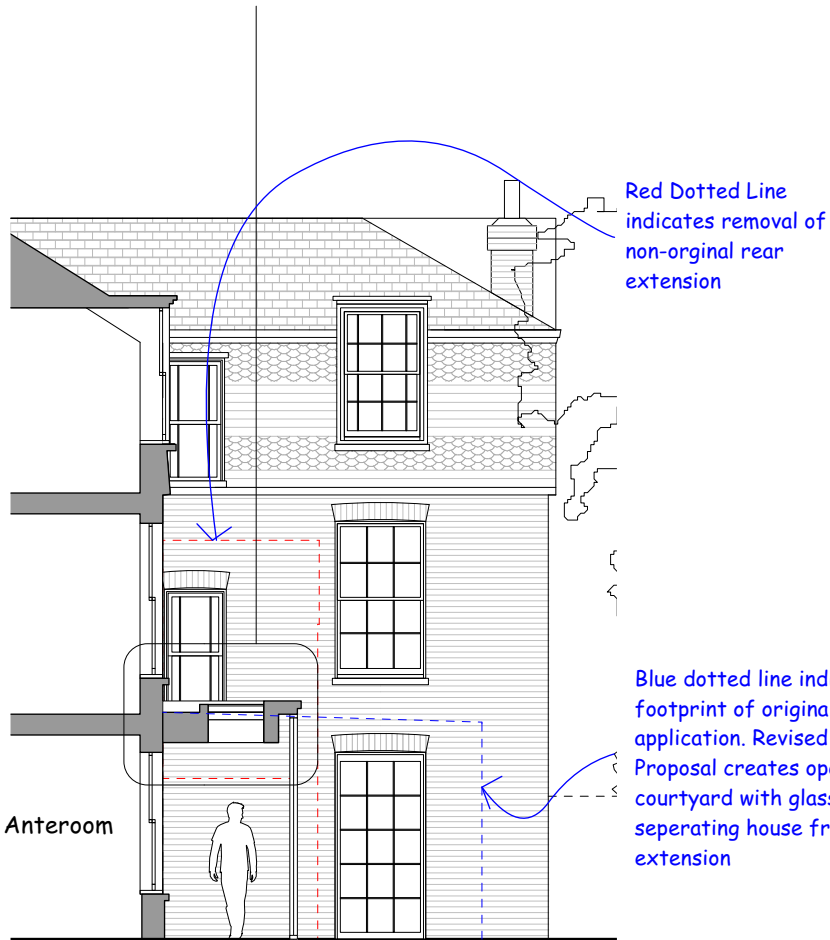 Red Dotted Line
indicates removal of
non-orginal rear
extension
Blue dotted line ind
footprint of origina
application. Revised
Proposal creates ope
courtyard with glass
seperating house fr
extension
Anteroom